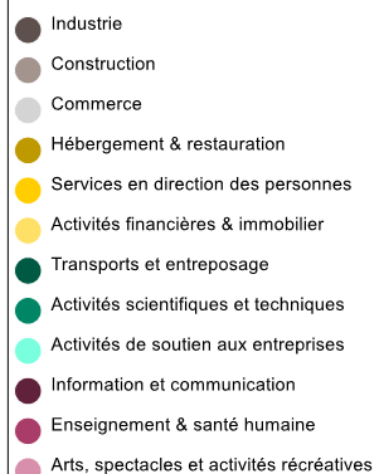 Industrie
Construction
Commerce
Hébergement & restauration
Services en direction des personnes
Activités financières & immobilier
Transports et entreposage
Activités scientifiques et techniques
Activités de soutien aux entreprises
Information et communication
Enseignement & santé humaine
Arts, spectacles et activités récréatives